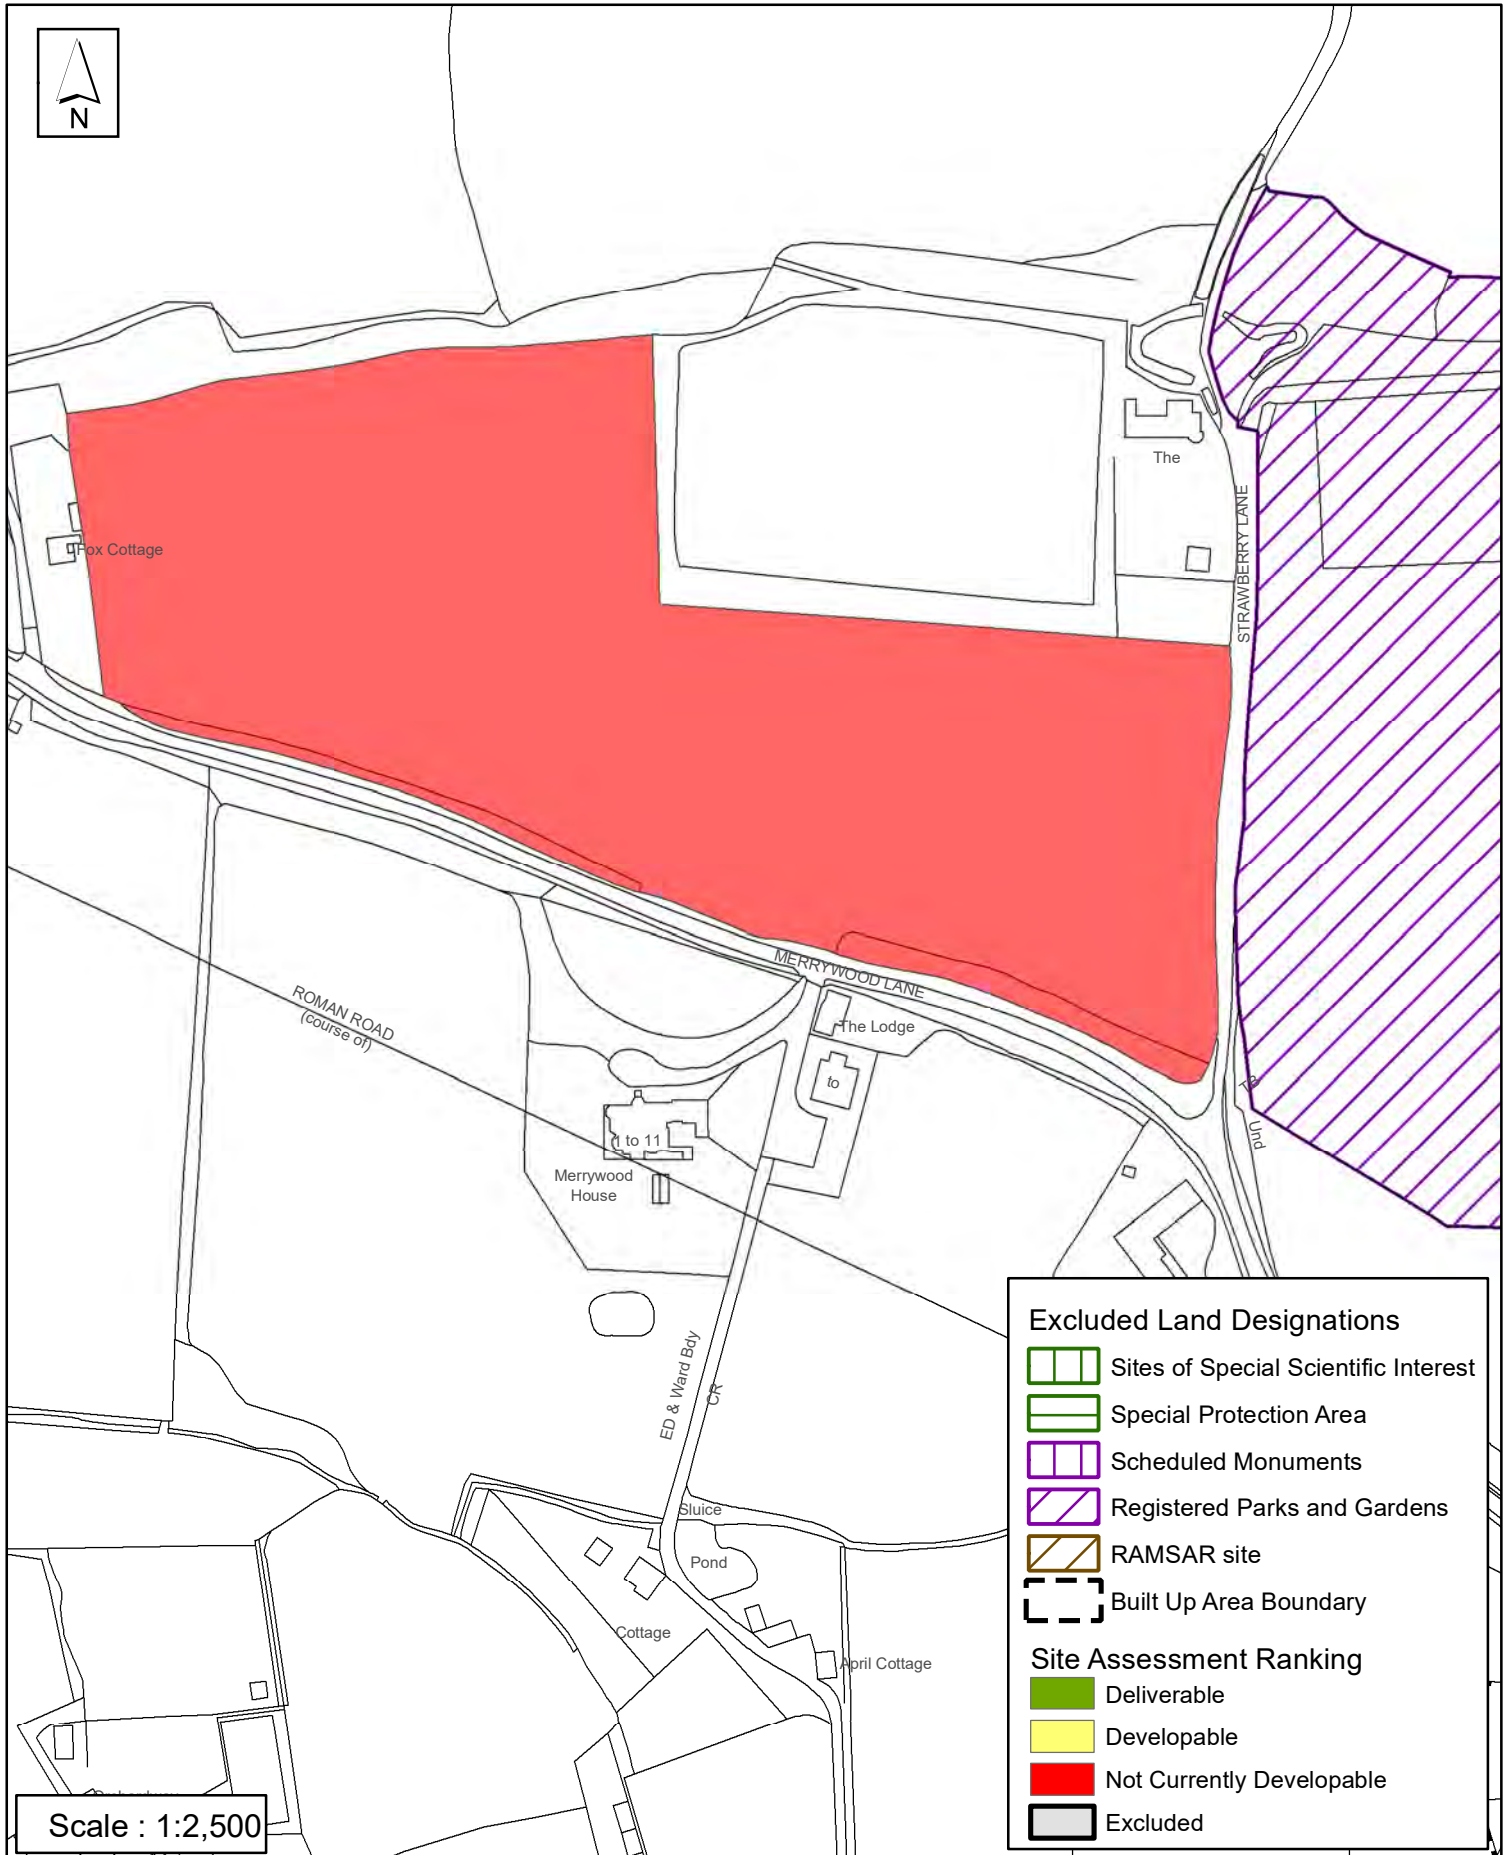 N
The
STRAWBERRY LANE
Fox Cottage
MERRYWOOD LANE
ROMAN ROAD
(course of)
The Lodge
to
1 to 11
Merrywood
House
Und
ED & Ward Bdy
CR
Sluice
Pond
Cottage
April Cottage
Excluded Land Designations
Sites of Special Scientific Interest
Special Protection Area
Scheduled Monuments
Registered Parks and Gardens
RAMSAR site
Built Up Area Boundary
Site Assessment Ranking
Deliverable
Developable
Not Currently Developable
Excluded
Scale : 1:2,500